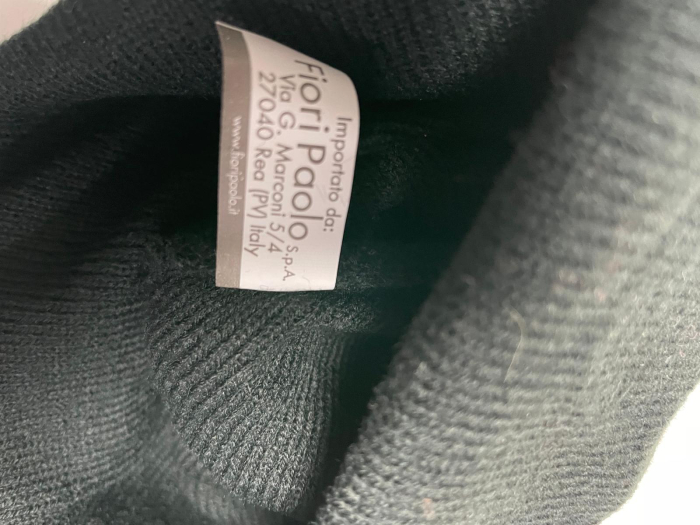 Importato da:
Fiori Paolo S.p.A.
Via G. Marconi 5/4
27040 Rea (PV) Italy
www.fioripaolo.it